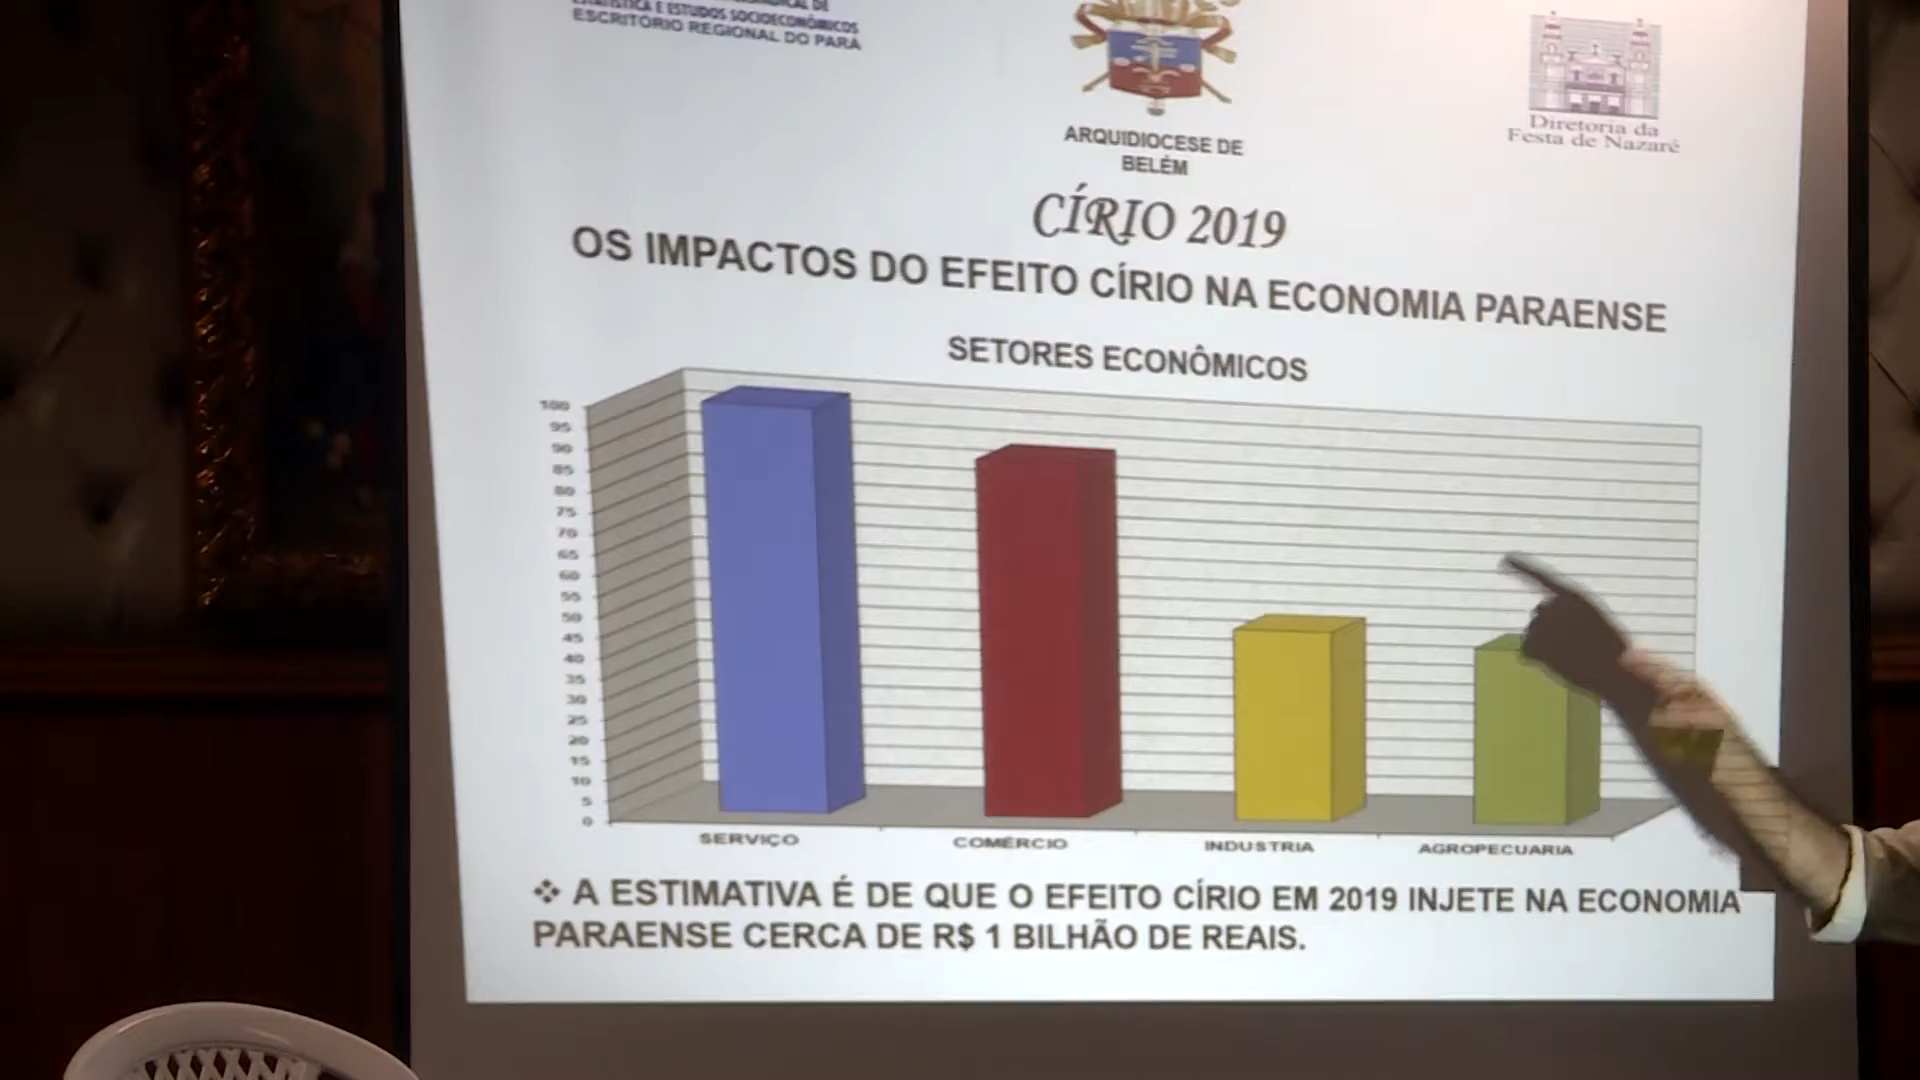 ESTATÍSTICA E ESTUDOS SOCIOECONÔMICOS
ESCRITÓRIO REGIONAL DO PARÁ
ARQUIDIOCESE DE
BELÉM
Diretoria da
Festa de Nazaré
CÍRIO 2019
OS IMPACTOS DO EFEITO CÍRIO NA ECONOMIA PARAENSE
SETORES ECONÔMICOS
100
95
90
85
80
75
70
65
60
55
50
45
40
35
30
25
20
15
10
5
0
SERVIÇO
COMÉRCIO
INDUSTRIA
AGROPECUARIA
❖ A ESTIMATIVA É DE QUE O EFEITO CÍRIO EM 2019 INJETE NA ECONOMIA
PARAENSE CERCA DE R$ 1 BILHÃO DE REAIS.